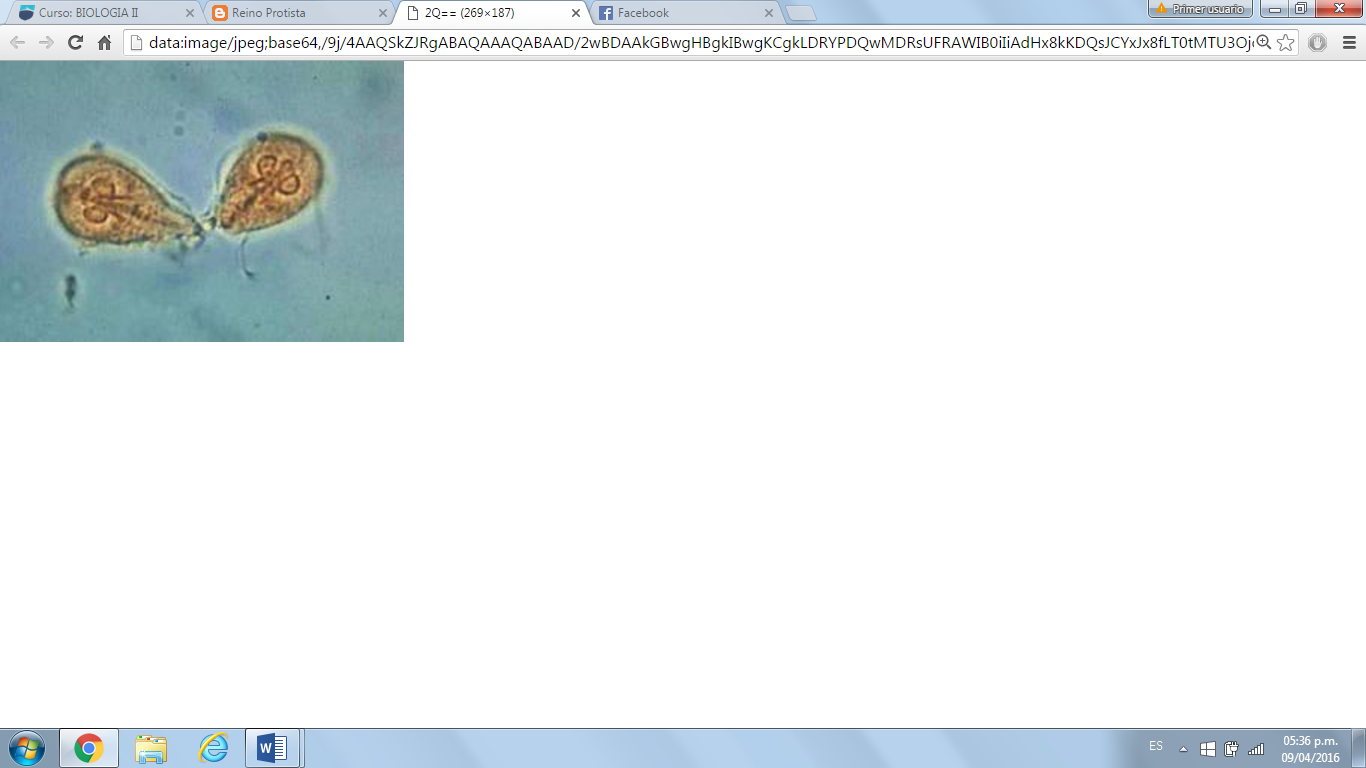 Curso: BIOLOGIA II
Reino Protista
2Q== (269×187)
Facebook
Primer usuario
data:image/jpeg;base64,/9j/4AAQSkZJRgABAQAAAQABAAD/2wBDAAkGBwgHBgkIBwgKCgkLDRYPDQwMDRsUFRAWIB0iIiAdHx8kKDQsJCYxJx8fLT0tMTU3Ojo
ES
05:36 p.m.
09/04/2016